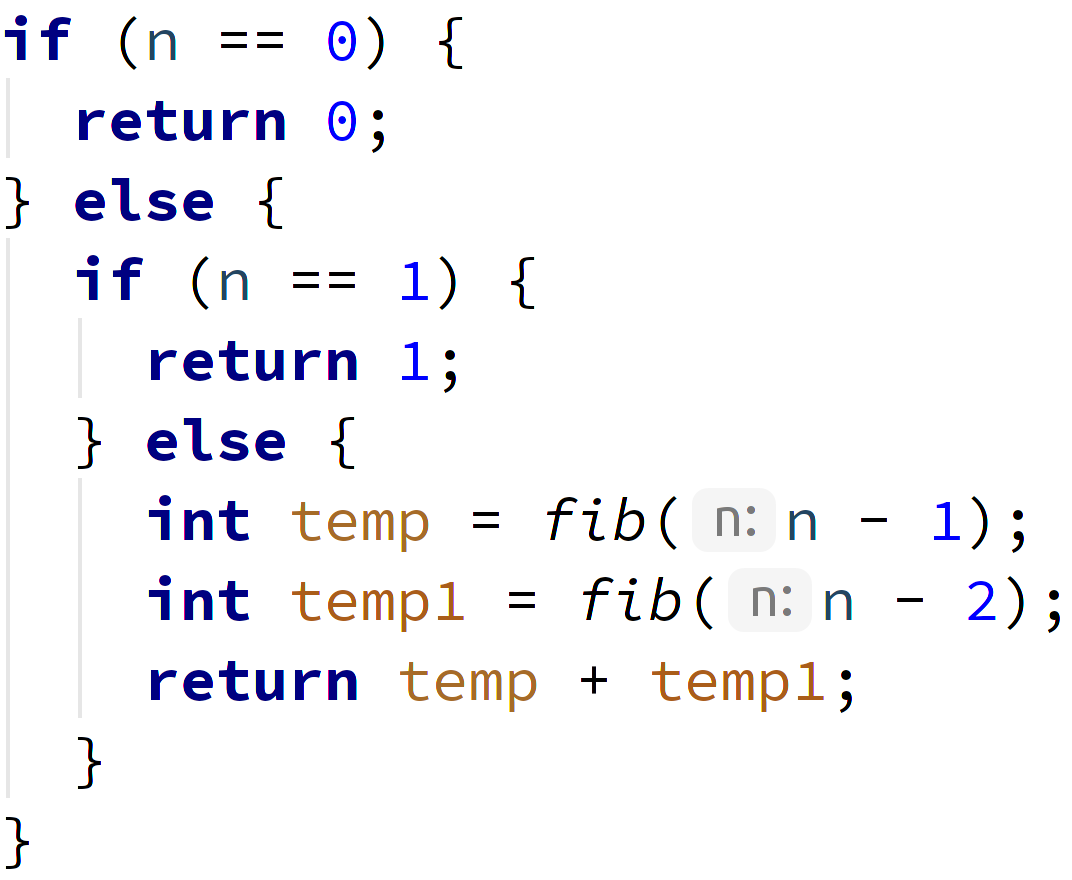 if (n == 0) {
  return 0;
} else {
  if (n == 1) {
    return 1;
  } else {
    int temp = fib( n: n - 1);
    int temp1 = fib( n: n - 2);
    return temp + temp1;
  }
}